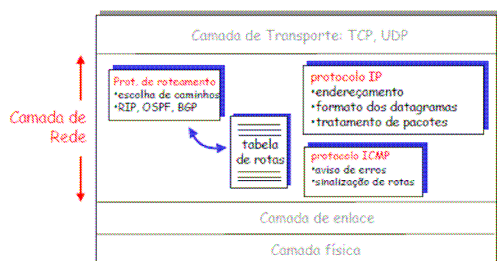 Camada de Transporte: TCP, UDP
Camada de
Rede
Prot. de roteamento
•escolha de caminhos
•RIP, OSPF, BGP
protocolo IP
•endereçamento
•formato dos datagramas
•tratamento de pacotes
tabela
de rotas
protocolo ICMP
•aviso de erros
•sinalização de rotas
Camada de enlace
Camada física